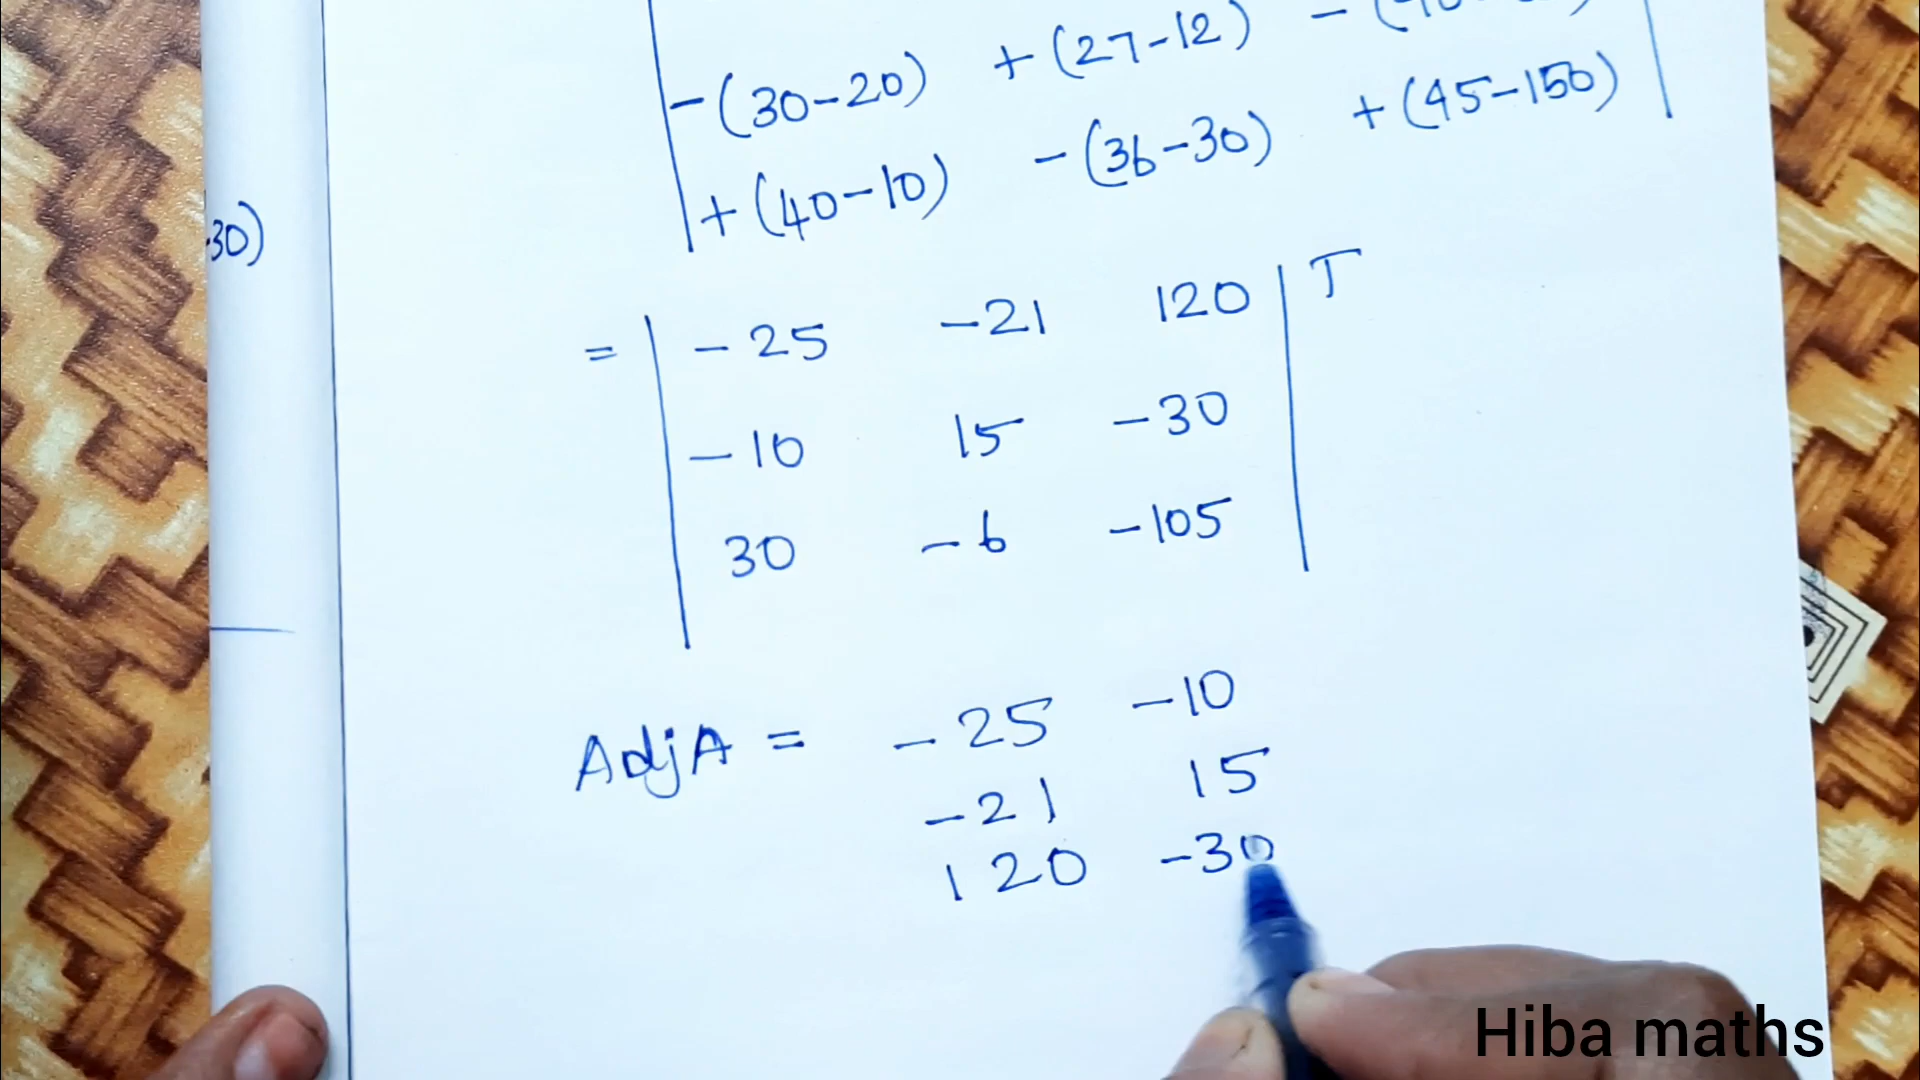 -(30-20) +(27-12) -(
+(40-10) -(36-30) +(45-150)
30)
= | -25 -21 120 | T
-10 15 -30
30 -6 -105
AdjA = -25 -10
-21 15
120 -30
Hiba maths